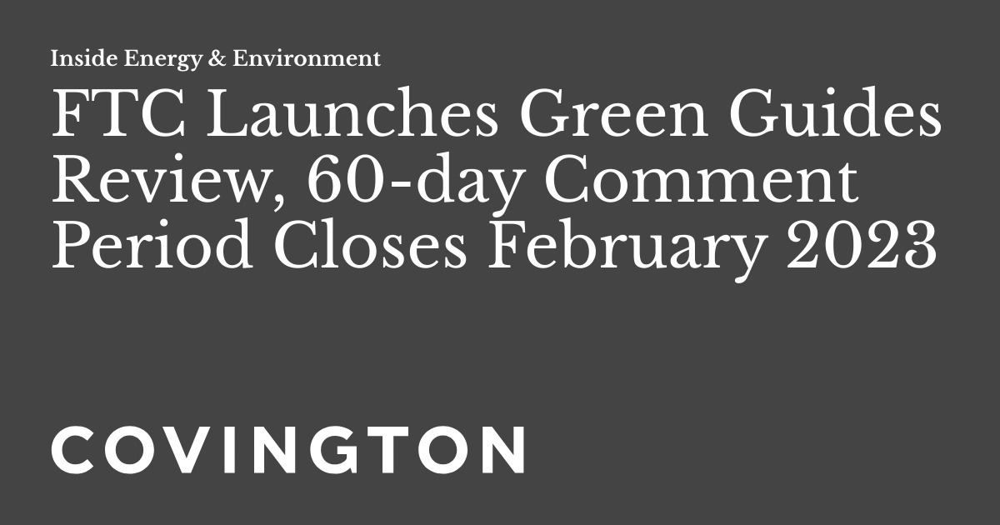 Inside Energy & Environment
FTC Launches Green Guides
Review, 60-day Comment
Period Closes February 2023
COVINGTON